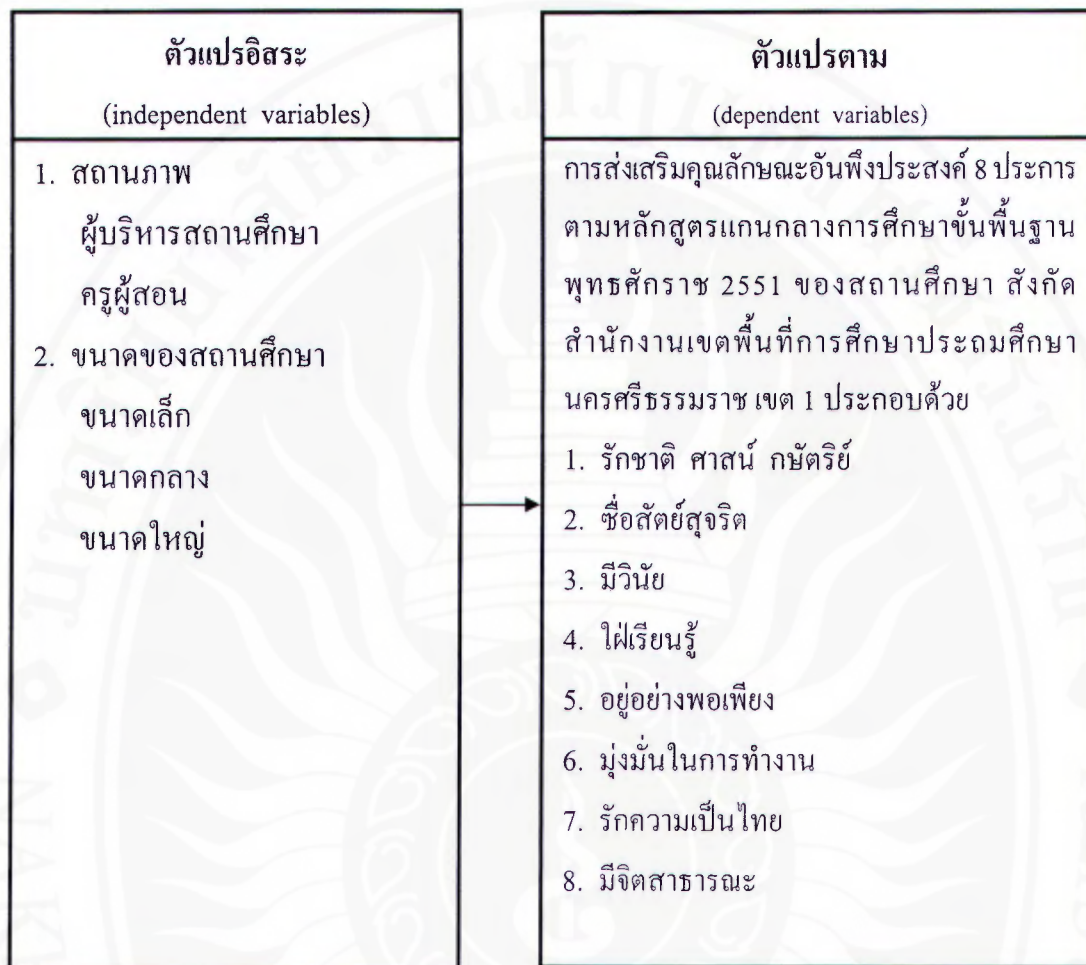 ตัวแปรอิสระ
(independent variables)
1. สถานภาพ
ผู้บริหารสถานศึกษา
ครูผู้สอน
2. ขนาดของสถานศึกษา
ขนาดเล็ก
ขนาดกลาง
ขนาดใหญ่
ตัวแปรตาม
(dependent variables)
การส่งเสริมคุณลักษณะอันพึงประสงค์ 8 ประการ
ตามหลักสูตรแกนกลางการศึกษาขั้นพื้นฐาน
พุทธศักราช 2551 ของสถานศึกษา สังกัด
สำนักงานเขตพื้นที่การศึกษาประถมศึกษา
นครศรีธรรมราช เขต 1 ประกอบด้วย
1. รักชาติ ศาสน์ กษัตริย์
2. ซื่อสัตย์สุจริต
3. มีวินัย
4. ใฝ่เรียนรู้
5. อยู่อย่างพอเพียง
6. มุ่งมั่นในการทำงาน
7. รักความเป็นไทย
8. มีจิตสาธารณะ